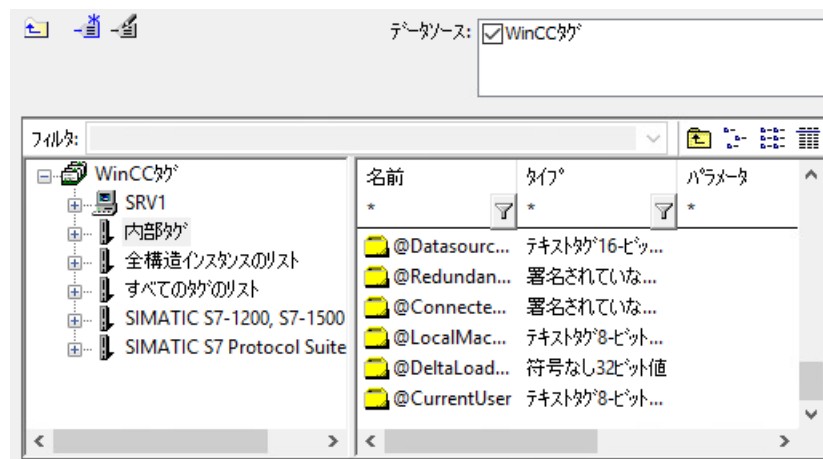 ﾃﾞｰﾀｿｰｽ: WinCCﾀｸﾞ
ﾌｨﾙﾀ:
WinCCﾀｸﾞ
SRV1
内部ﾀｸﾞ
全構造ｲﾝｽﾀﾝｽのﾘｽﾄ
すべてのﾀｸﾞのﾘｽﾄ
SIMATIC S7-1200, S7-1500
SIMATIC S7 Protocol Suite
名前 ﾀｲﾌﾟ ﾊﾟﾗﾒｰﾀ
* * *
@Datasourc... ﾃｷｽﾄﾀｸﾞ16-ﾋﾞｯ...
@Redundan... 署名されていな...
@Connecte... 署名されていな...
@LocalMac... ﾃｷｽﾄﾀｸﾞ8-ﾋﾞｯﾄ...
@DeltaLoad... 符号なし32ﾋﾞｯﾄ値
@CurrentUser ﾃｷｽﾄﾀｸﾞ8-ﾋﾞｯﾄ...